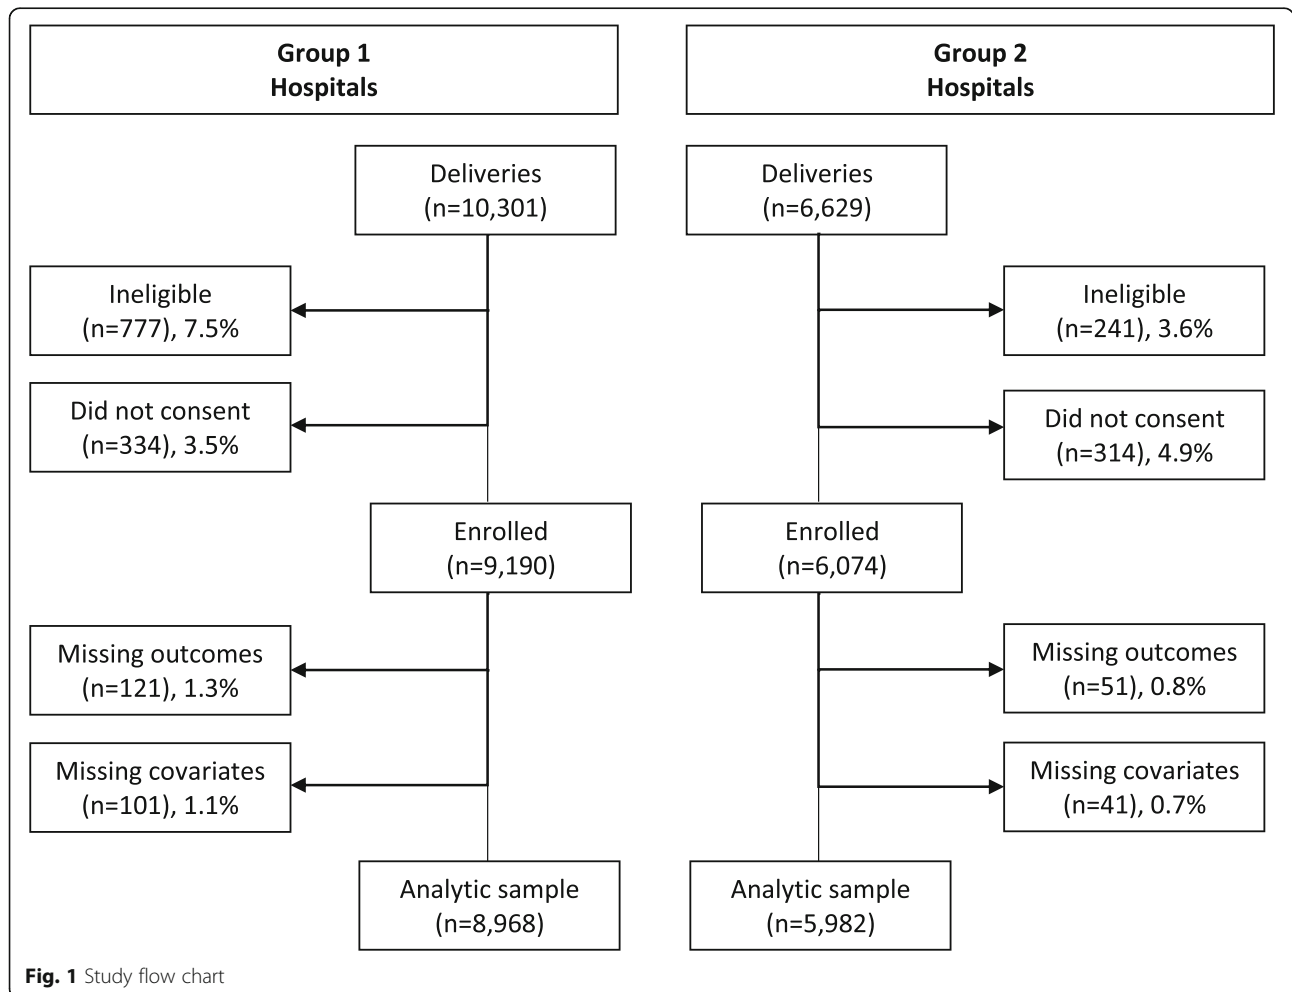 Group 1
Hospitals
Group 2
Hospitals
Deliveries
(n=10,301)
Deliveries
(n=6,629)
Ineligible
(n=777), 7.5%
Ineligible
(n=241), 3.6%
Did not consent
(n=334), 3.5%
Did not consent
(n=314), 4.9%
Enrolled
(n=9,190)
Enrolled
(n=6,074)
Missing outcomes
(n=121), 1.3%
Missing outcomes
(n=51), 0.8%
Missing covariates
(n=101), 1.1%
Missing covariates
(n=41), 0.7%
Analytic sample
(n=8,968)
Analytic sample
(n=5,982)
Fig. 1 Study flow chart